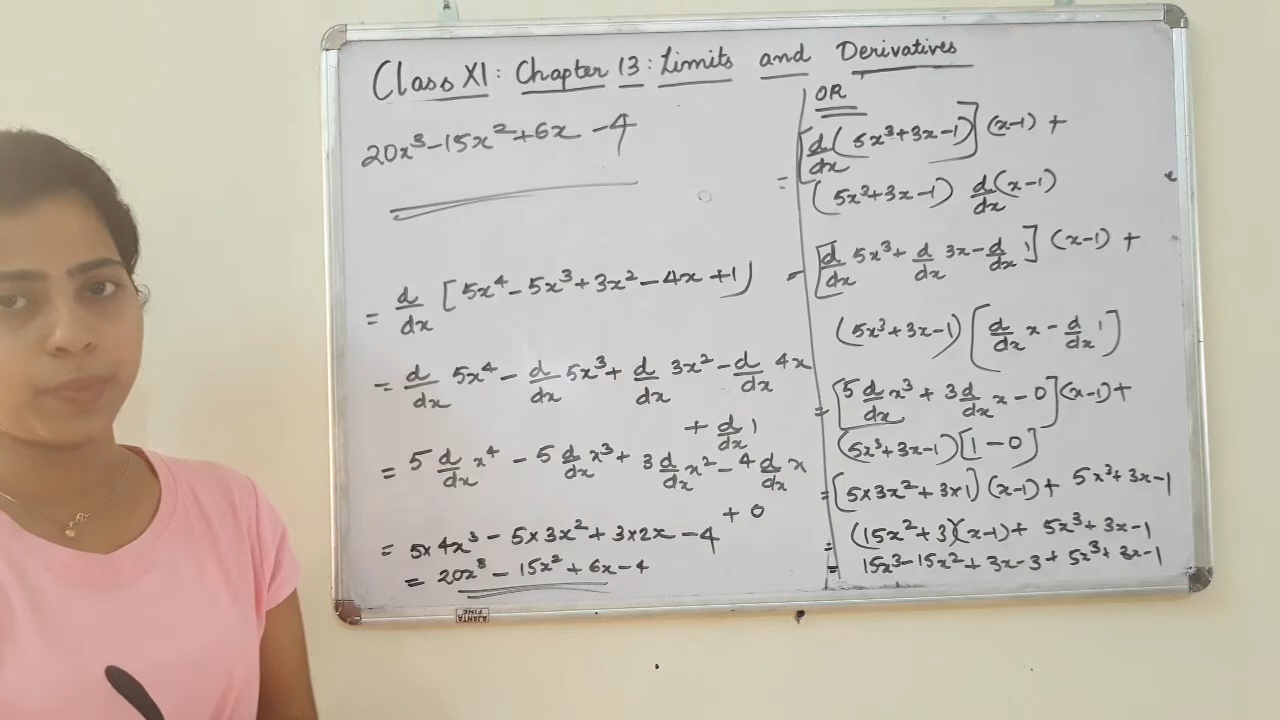 Class XI: Chapter 13: Limits and Derivatives
20x³-15x²+6x-4
= d/dx [5x⁴-5x³+3x²-4x+1)
= d/dx 5x⁴ - d/dx 5x³ + d/dx 3x² - d/dx 4x
+ d/dx 1
= 5 d/dx x⁴ - 5 d/dx x³ + 3 d/dx x² - 4 d/dx x
+ 0
= 5×4x³ - 5×3x² + 3×2x - 4
= 20x³ - 15x² + 6x - 4
OR
= [d/dx (5x³+3x-1)] (x-1) +
(5x³+3x-1) d/dx (x-1)
= [d/dx 5x³ + d/dx 3x - d/dx 1] (x-1) +
(5x³+3x-1) [d/dx x - d/dx 1]
= [5 d/dx x³ + 3 d/dx x - 0] (x-1) +
(5x³+3x-1) [1-0]
= [5×3x²+3×1] (x-1) + 5x³+3x-1
= (15x²+3)(x-1) + 5x³+3x-1
= 15x³-15x²+3x-3+5x³+3x-1
AJANTA
FINE